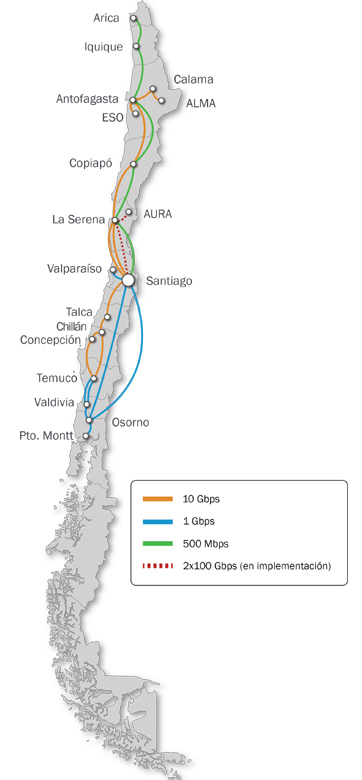 Arica
Iquique
Calama
Antofagasta
ALMA
ESO
Copiapó
AURA
La Serena
Valparaíso
Santiago
Talca
Chillán
Concepción
Temuco
Valdivia
Osorno
Pto. Montt
10 Gbps
1 Gbps
500 Mbps
2x100 Gbps (en implementación)